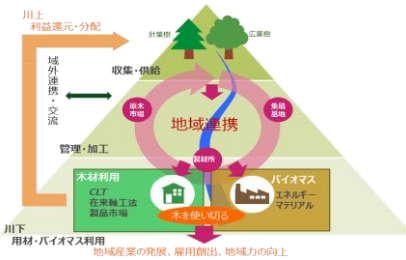 川上
利益還元・分配
針葉樹
広葉樹
収集・供給
域外連携・交流
原木
市場
集積
基地
地域連携
製材所
管理・加工
木材利用
CLT
在来軸工法
製品市場
バイオマス
エネルギー
マテリアル
木を使い切る
川下
用材・バイオマス利用
地域産業の発展、雇用創出、地域力の向上